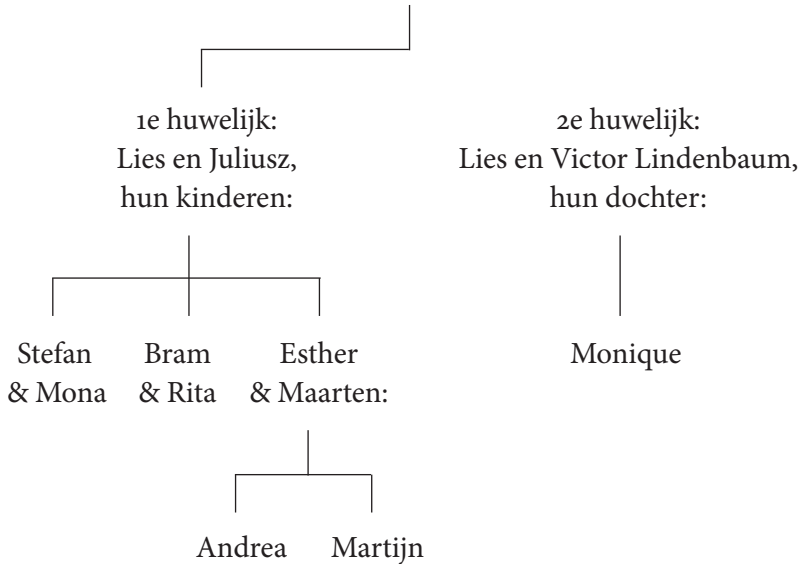 1e huwelijk:
Lies en Juliusz,
hun kinderen:
2e huwelijk:
Lies en Victor Lindenbaum,
hun dochter:
Stefan
& Mona
Bram
& Rita
Esther
& Maarten:
Monique
Andrea
Martijn